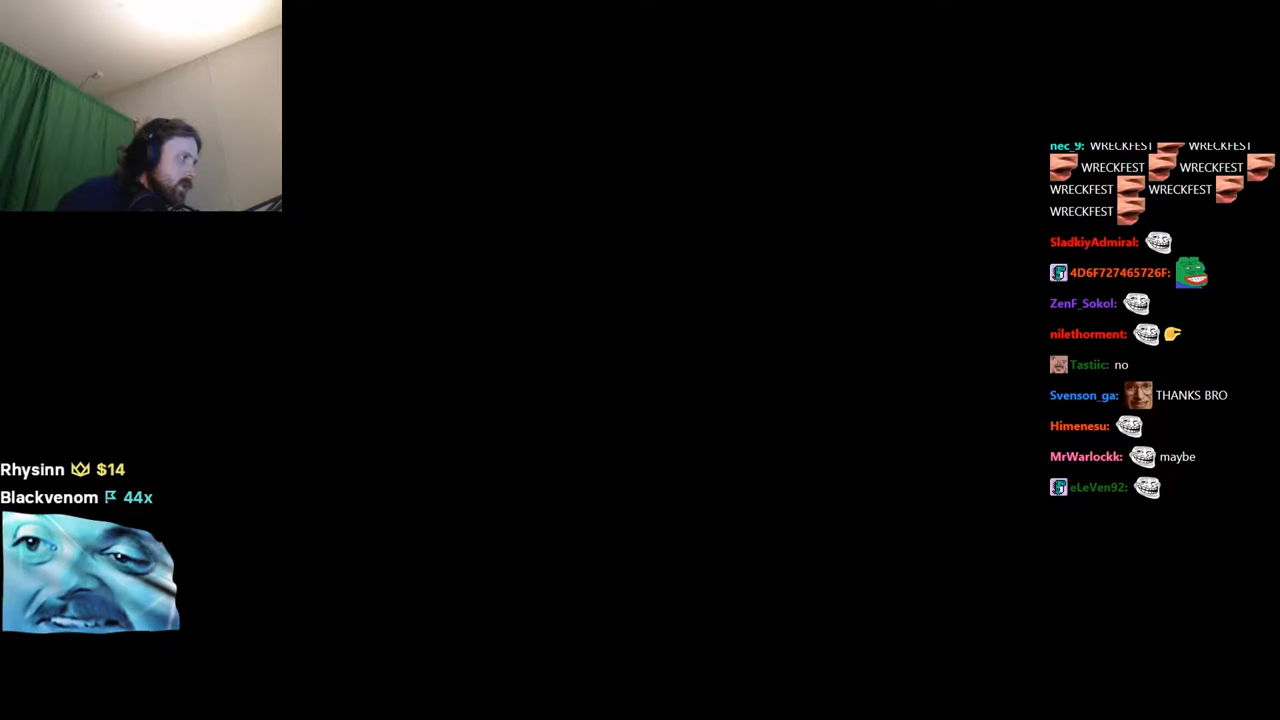 nec_9: WRECKFEST WRECKFEST
WRECKFEST WRECKFEST
WRECKFEST WRECKFEST
WRECKFEST
SladkiyAdmiral:
4D6F727465726F:
ZenF_Sokol:
nilethorment:
Tastiic: no
Svenson_ga: THANKS BRO
Himenesu:
MrWarlockk: maybe
eLeVen92:
Rhysinn $14
Blackvenom 44x